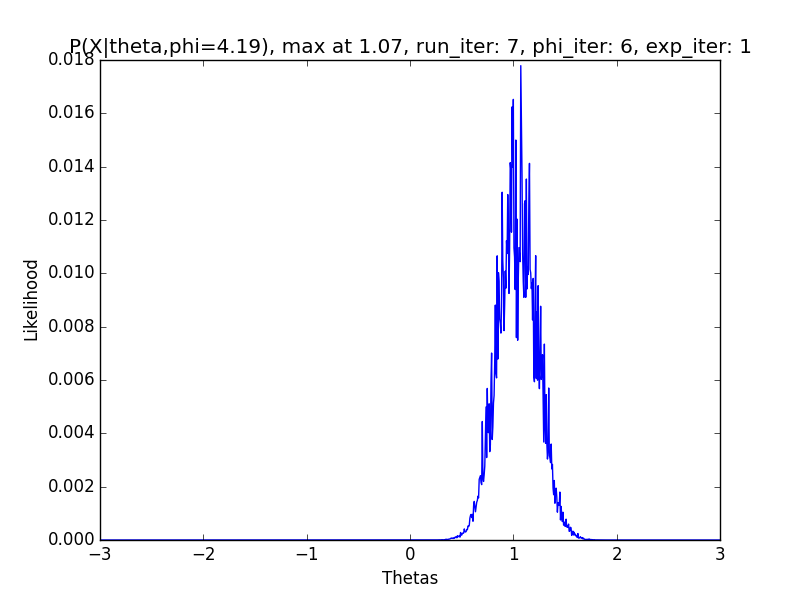 P(X|theta,phi=4.19), max at 1.07, run_iter: 7, phi_iter: 6, exp_iter: 1
0.018
0.016
0.014
0.012
0.010
0.008
0.006
0.004
0.002
0.000
Likelihood
−3 −2 −1 0 1 2 3
Thetas